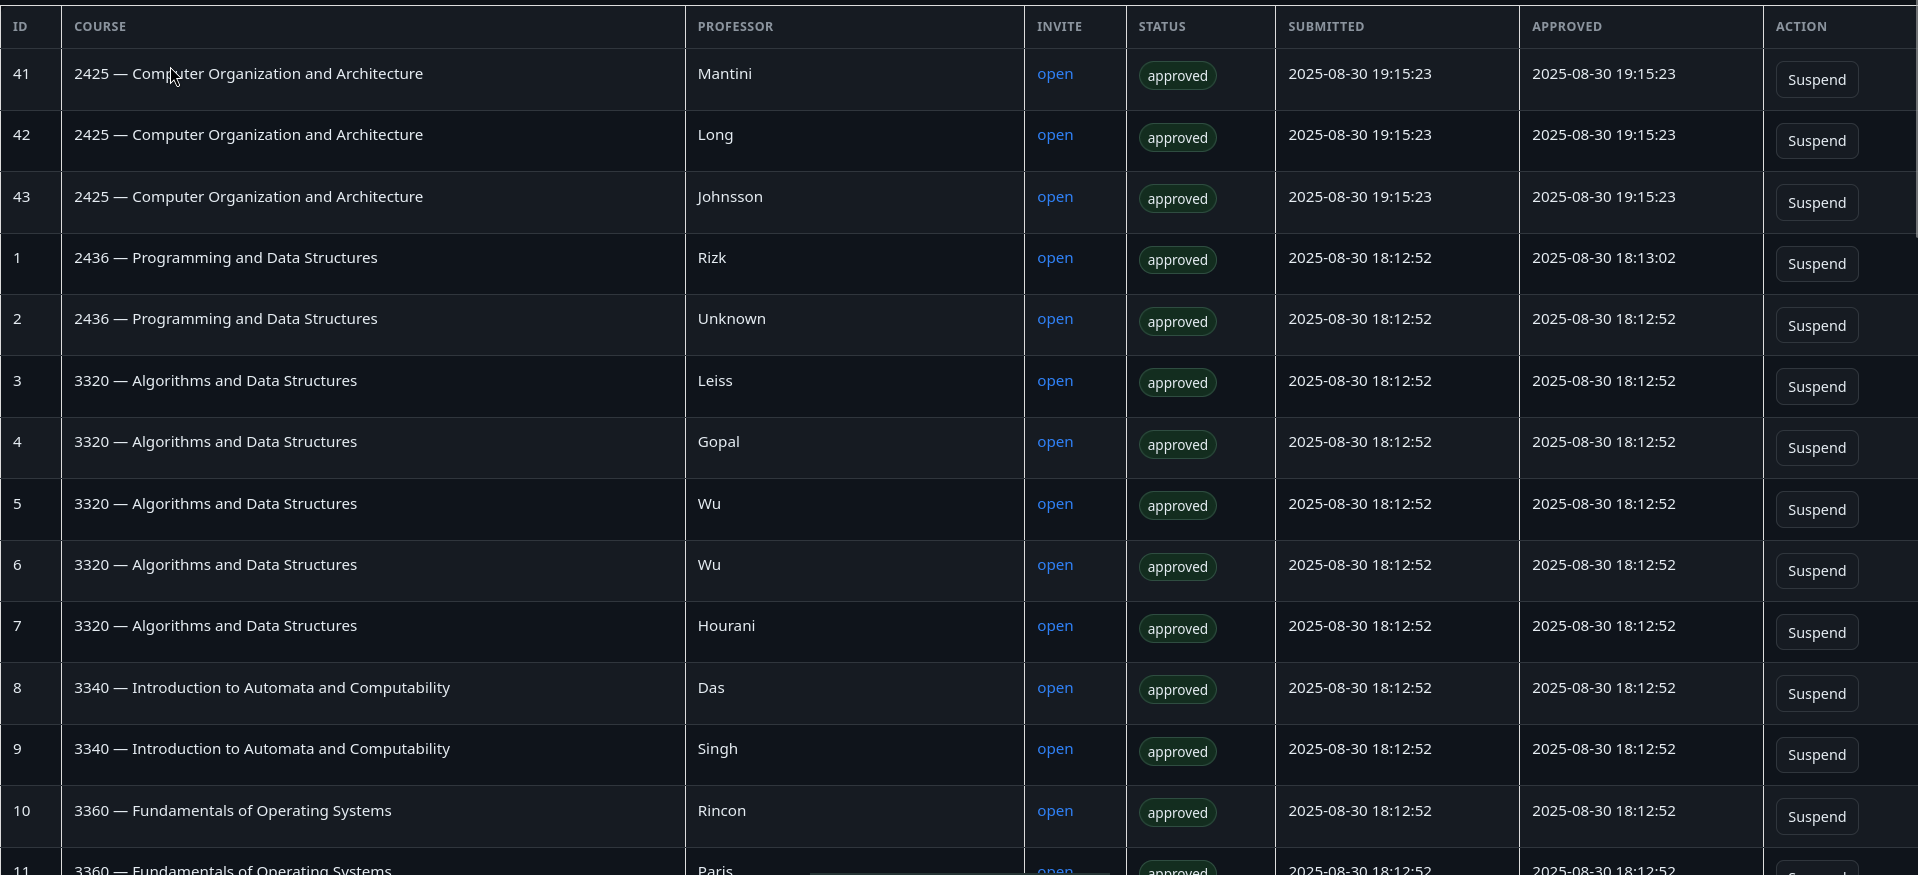 ID COURSE PROFESSOR INVITE STATUS SUBMITTED APPROVED ACTION
41 2425 — Computer Organization and Architecture Mantini open approved 2025-08-30 19:15:23 2025-08-30 19:15:23 Suspend
42 2425 — Computer Organization and Architecture Long open approved 2025-08-30 19:15:23 2025-08-30 19:15:23 Suspend
43 2425 — Computer Organization and Architecture Johnsson open approved 2025-08-30 19:15:23 2025-08-30 19:15:23 Suspend
1 2436 — Programming and Data Structures Rizk open approved 2025-08-30 18:12:52 2025-08-30 18:13:02 Suspend
2 2436 — Programming and Data Structures Unknown open approved 2025-08-30 18:12:52 2025-08-30 18:12:52 Suspend
3 3320 — Algorithms and Data Structures Leiss open approved 2025-08-30 18:12:52 2025-08-30 18:12:52 Suspend
4 3320 — Algorithms and Data Structures Gopal open approved 2025-08-30 18:12:52 2025-08-30 18:12:52 Suspend
5 3320 — Algorithms and Data Structures Wu open approved 2025-08-30 18:12:52 2025-08-30 18:12:52 Suspend
6 3320 — Algorithms and Data Structures Wu open approved 2025-08-30 18:12:52 2025-08-30 18:12:52 Suspend
7 3320 — Algorithms and Data Structures Hourani open approved 2025-08-30 18:12:52 2025-08-30 18:12:52 Suspend
8 3340 — Introduction to Automata and Computability Das open approved 2025-08-30 18:12:52 2025-08-30 18:12:52 Suspend
9 3340 — Introduction to Automata and Computability Singh open approved 2025-08-30 18:12:52 2025-08-30 18:12:52 Suspend
10 3360 — Fundamentals of Operating Systems Rincon open approved 2025-08-30 18:12:52 2025-08-30 18:12:52 Suspend
11 3360 — Fundamentals of Operating Systems Paris open approved 2025-08-30 18:12:52 2025-08-30 18:12:52